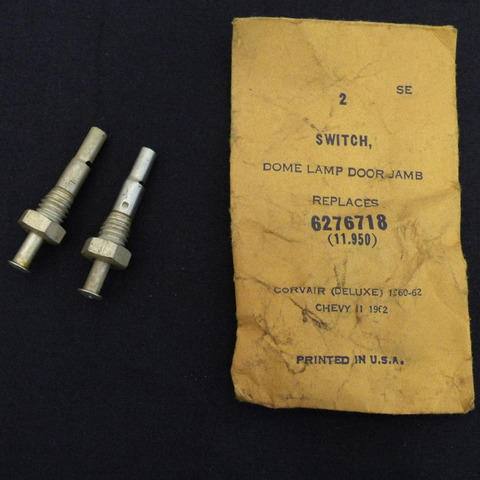 SE
2
SWITCH,
DOME LAMP DOOR JAMB
REPLACES
6276718
(11.950)
CORVAIR (DELUXE) 1960-62
CHEVY II 1962
PRINTED IN U.S.A.